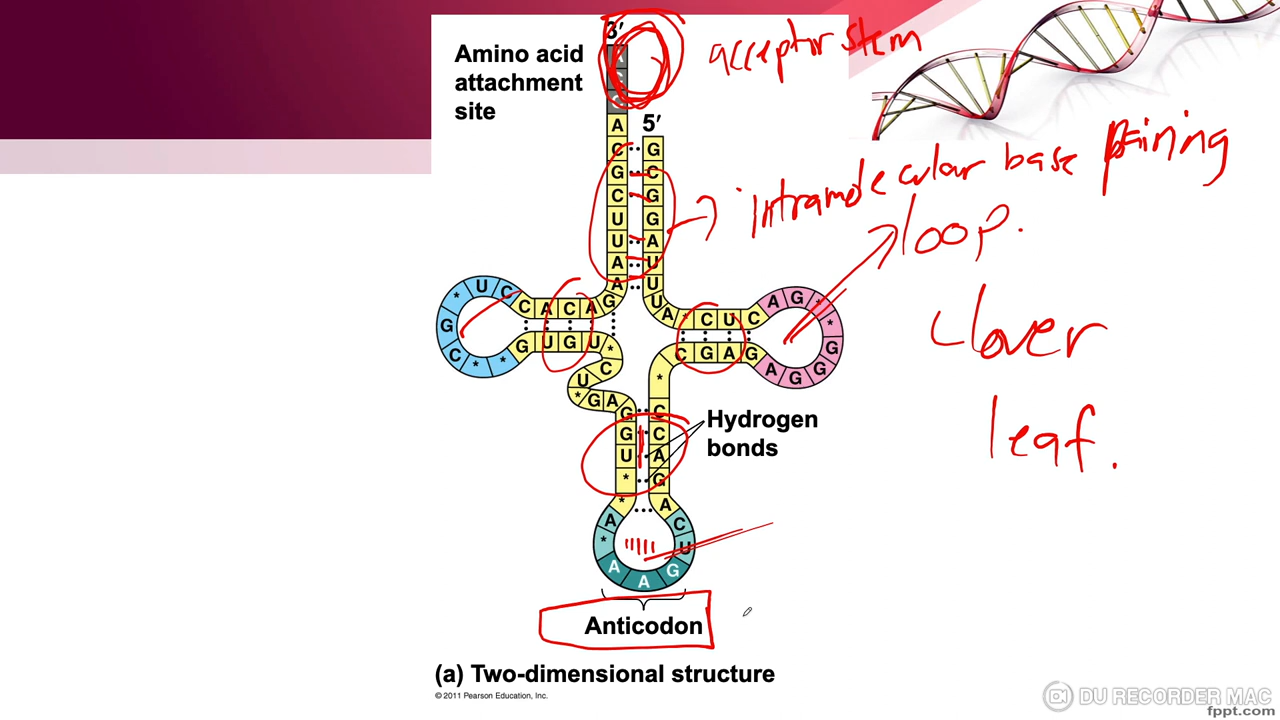 3′
acceptor stem
Amino acid
attachment
site
A
C
C
A
5′
C G
G C
C G
U G
U A
A U
A U
intramolecular base pairing
loop.
Clover
leaf.
* U C
C A C A G
G
C * *
G U G U *
C
U
* G A G
U
A * C U C
A G *
*
G
G
G
A
C G A G
*
C
G C
U A
* G
* A
Hydrogen
bonds
A C
* U
A A G
Anticodon
(a) Two-dimensional structure
© 2011 Pearson Education, Inc.
DU RECORDER MAC
fppt.com